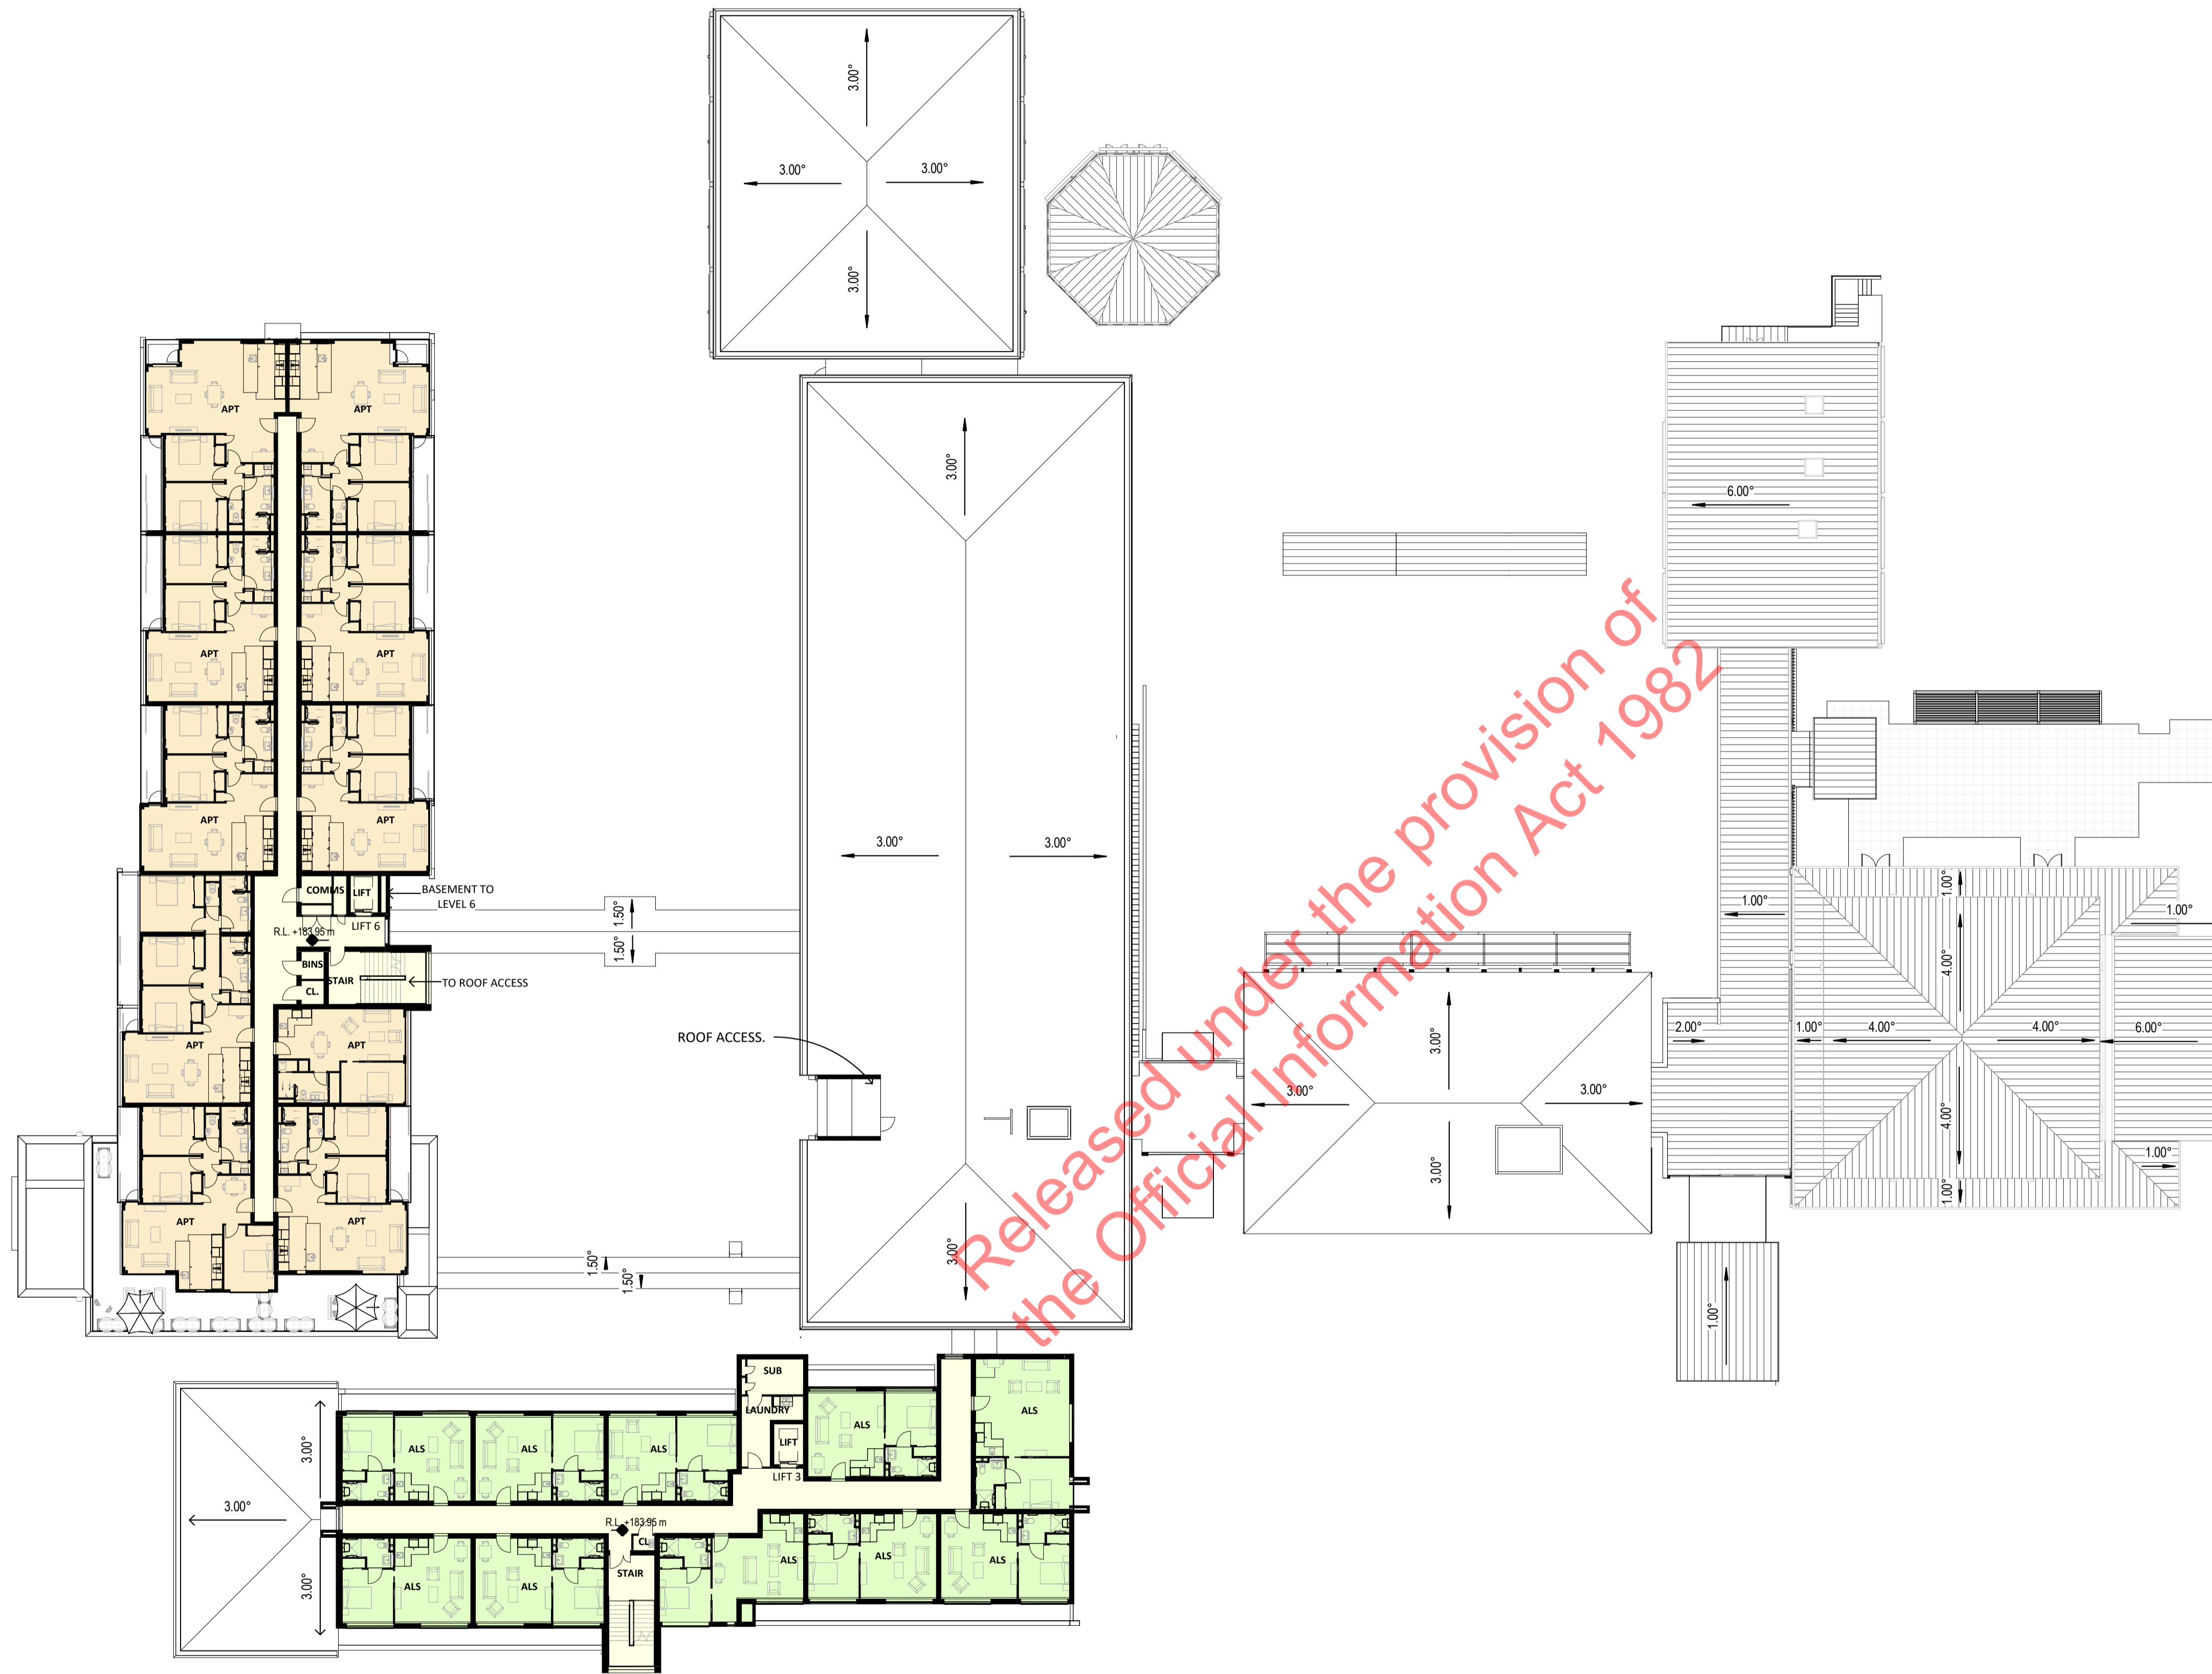 3.00°
3.00°
3.00°
3.00°
APT
APT
3.00°
6.00°
APT
APT
APT
APT
3.00°
3.00°
COMMS
LIFT
BASEMENT TO
LEVEL 6
LIFT 6
R.L. +183.95 m
1.50°
1.50°
BINS
CL.
STAIR
TO ROOF ACCESS
ROOF ACCESS.
APT
APT
3.00°
3.00°
3.00°
3.00°
1.00°
1.00°
1.00°
4.00°
2.00°
1.00°
4.00°
4.00°
6.00°
4.00°
1.00°
1.00°
APT
APT
1.50°
1.50°
3.00°
1.00°
Released under the provision of
the Official Information Act 1982
SUB
LAUNDRY
LIFT
LIFT 3
ALS
ALS
ALS
ALS
ALS
3.00°
3.00°
3.00°
R.L. +183.95 m
CL
STAIR
ALS
ALS
ALS
ALS
ALS